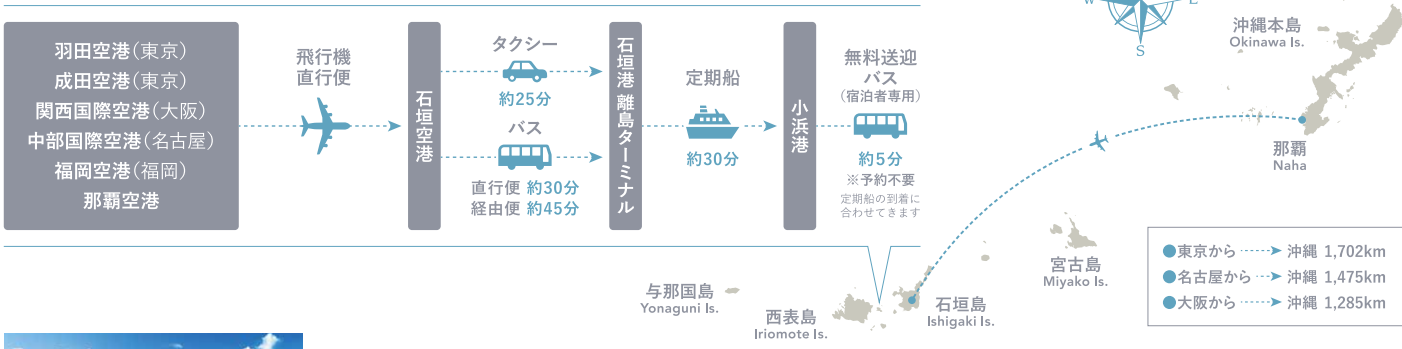 羽田空港(東京)
成田空港(東京)
関西国際空港(大阪)
中部国際空港(名古屋)
福岡空港(福岡)
那覇空港
飛行機
直行便
石垣空港
タクシー
約25分
バス
直行便 約30分
経由便 約45分
石垣港 離島ターミナル
定期船
約30分
小浜港
無料送迎
バス
(宿泊者専用)
約5分
※予約不要
定期船の到着に
合わせてきます
W
E
S
沖縄本島
Okinawa Is.
那覇
Naha
宮古島
Miyako Is.
石垣島
Ishigaki Is.
西表島
Iriomote Is.
与那国島
Yonaguni Is.
東京から 沖縄 1,702km
名古屋から 沖縄 1,475km
大阪から 沖縄 1,285km